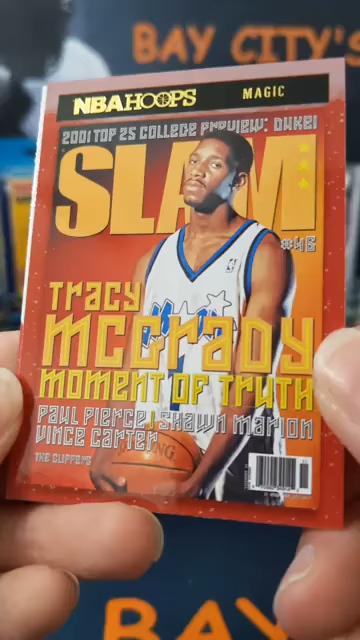 BAY CITY'S
NBA HOOPS MAGIC
2001 TOP 25 COLLEGE PREVIEW: DUKE!
SLAM
#46
TRACY
MCGRADY
MOMENT OF TRUTH
PAUL PIERCE / SHAWN MARION
VINCE CARTER
THE CLIPPERS
BAY